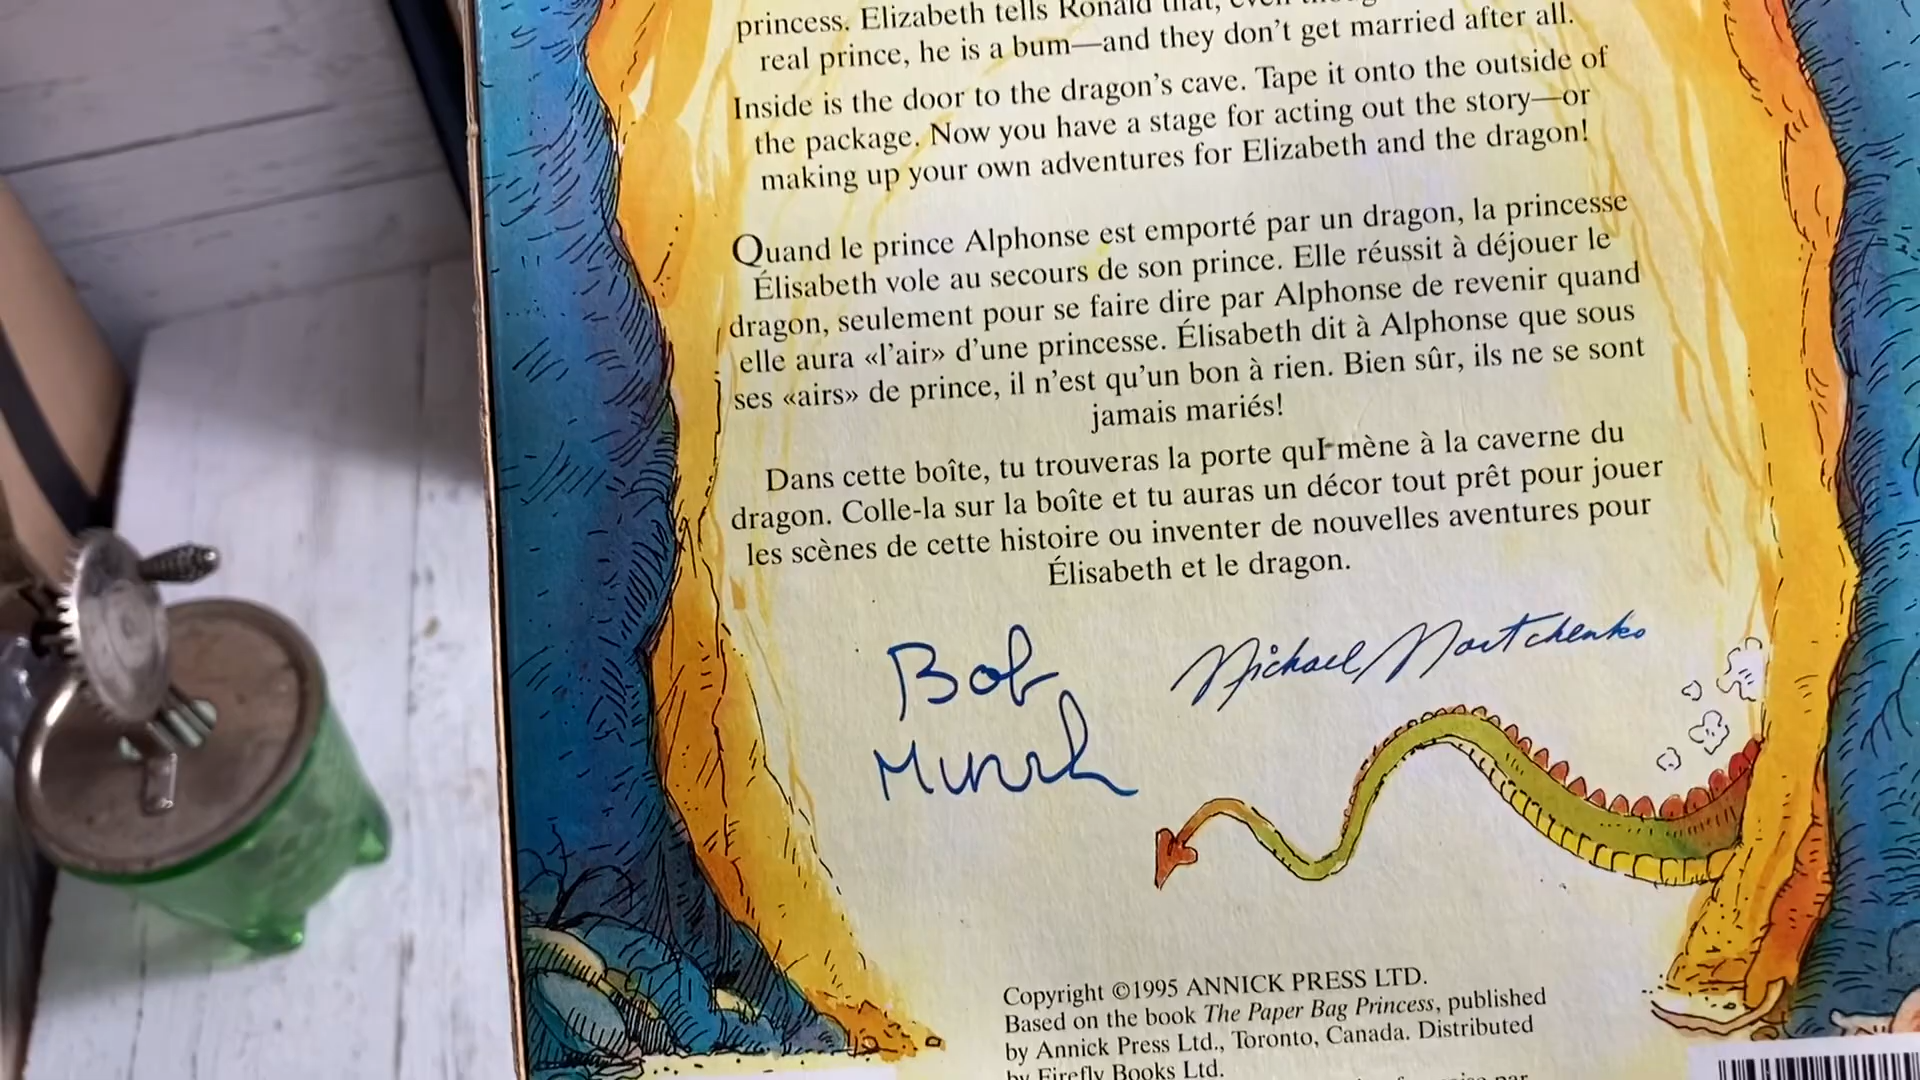 princess. Elizabeth tells Ronald that, even
real prince, he is a bum—and they don't get married after all.
Inside is the door to the dragon's cave. Tape it onto the outside of
the package. Now you have a stage for acting out the story—or
making up your own adventures for Elizabeth and the dragon!
Quand le prince Alphonse est emporté par un dragon, la princesse
Élisabeth vole au secours de son prince. Elle réussit à déjouer le
dragon, seulement pour se faire dire par Alphonse de revenir quand
elle aura «l'air» d'une princesse. Élisabeth dit à Alphonse que sous
ses «airs» de prince, il n'est qu'un bon à rien. Bien sûr, ils ne se sont
jamais mariés!
Dans cette boîte, tu trouveras la porte qui mène à la caverne du
dragon. Colle-la sur la boîte et tu auras un décor tout prêt pour jouer
les scènes de cette histoire ou inventer de nouvelles aventures pour
Élisabeth et le dragon.
Bob Michael Martchenko
Munsch
Copyright ©1995 ANNICK PRESS LTD.
Based on the book The Paper Bag Princess, published
by Annick Press Ltd., Toronto, Canada. Distributed
by Firefly Books Ltd.